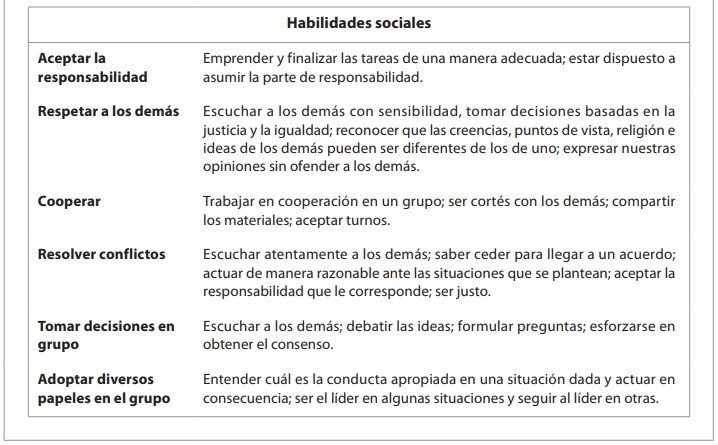 Habilidades sociales
Aceptar la Emprender y finalizar las tareas de una manera adecuada; estar dispuesto a
responsabilidad asumir la parte de responsabilidad.
Respetar a los demás Escuchar a los demás con sensibilidad, tomar decisiones basadas en la
justicia y la igualdad; reconocer que las creencias, puntos de vista, religión e
ideas de los demás pueden ser diferentes de los de uno; expresar nuestras
opiniones sin ofender a los demás.
Cooperar Trabajar en cooperación en un grupo; ser cortés con los demás; compartir
los materiales; aceptar turnos.
Resolver conflictos Escuchar atentamente a los demás; saber ceder para llegar a un acuerdo;
actuar de manera razonable ante las situaciones que se plantean; aceptar la
responsabilidad que le corresponde; ser justo.
Tomar decisiones en Escuchar a los demás; debatir las ideas; formular preguntas; esforzarse en
grupo obtener el consenso.
Adoptar diversos Entender cuál es la conducta apropiada en una situación dada y actuar en
papeles en el grupo consecuencia; ser el líder en algunas situaciones y seguir al líder en otras.